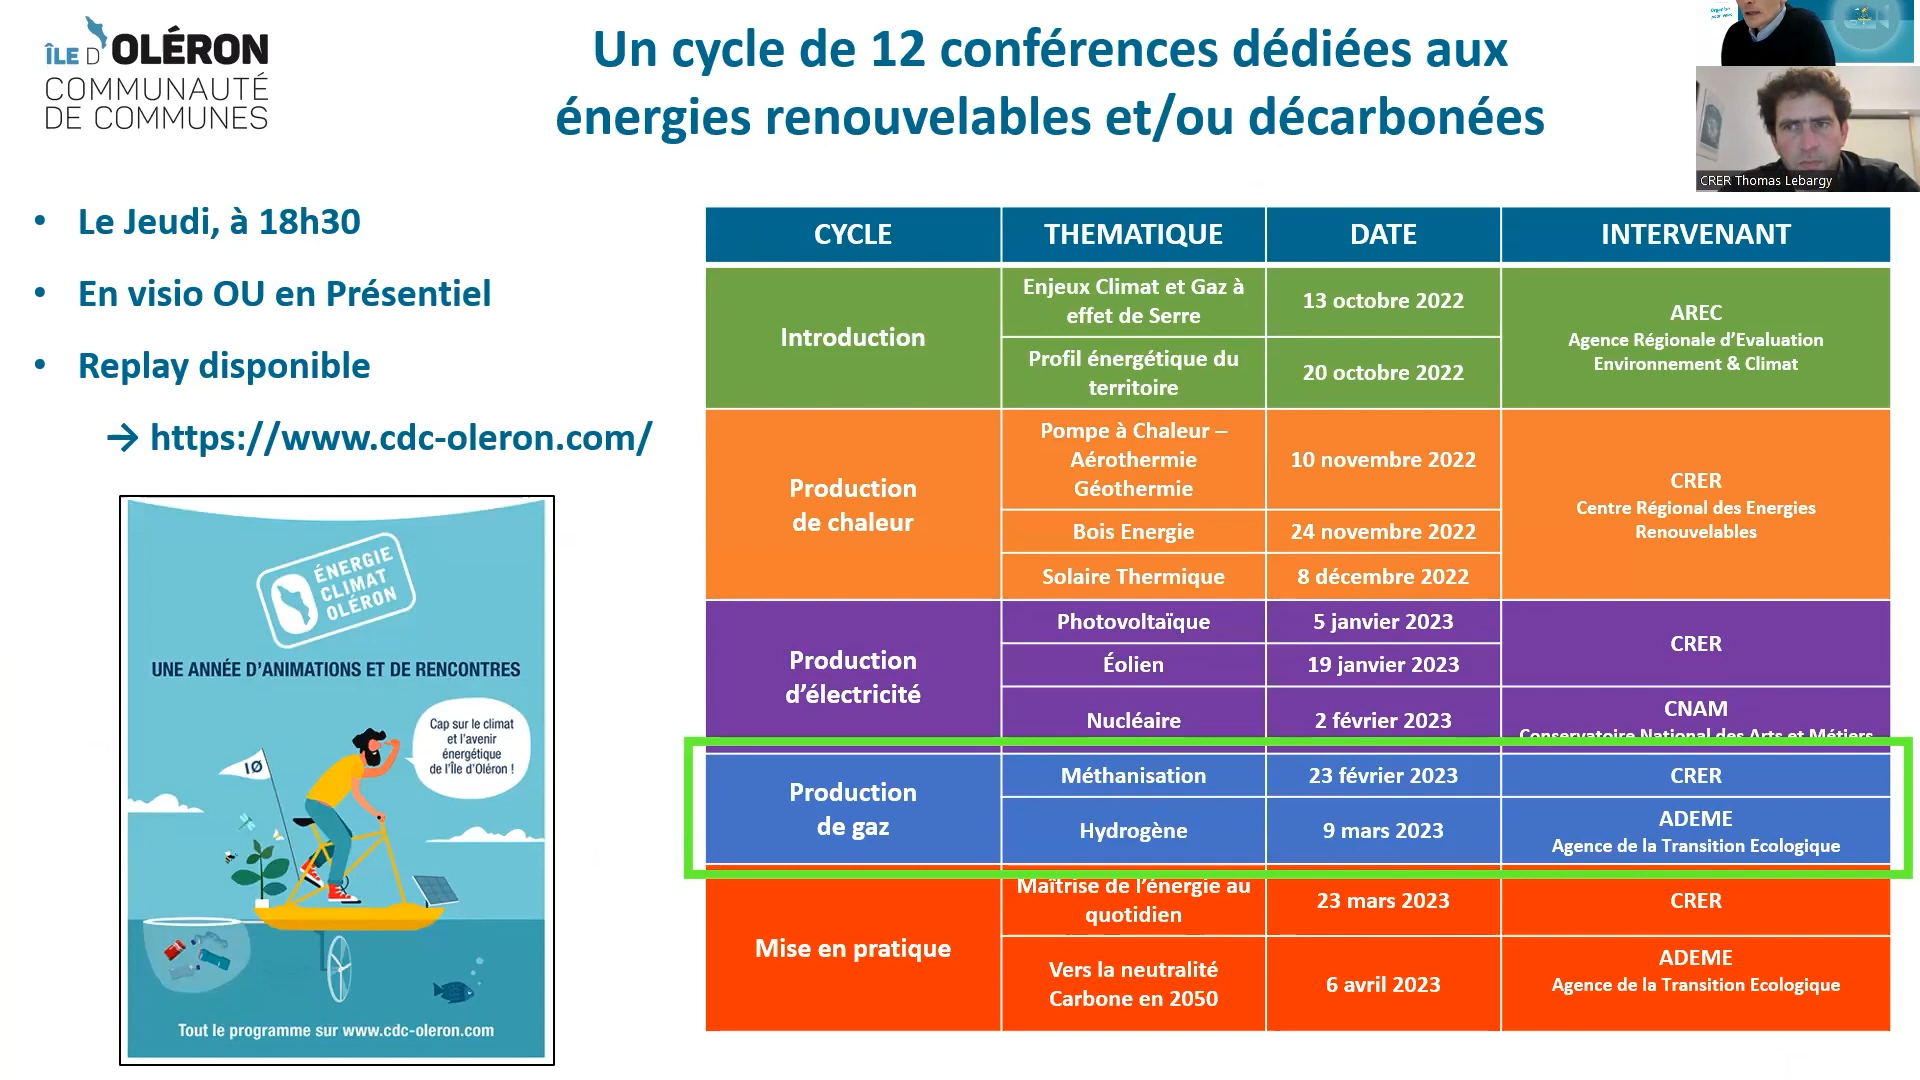 ÎLE D'OLÉRON
COMMUNAUTÉ
DE COMMUNES
Un cycle de 12 conférences dédiées aux
énergies renouvelables et/ou décarbonées
CRER Thomas Lebargy
• Le Jeudi, à 18h30
• En visio OU en Présentiel
• Replay disponible
→ https://www.cdc-oleron.com/
CYCLE THEMATIQUE DATE INTERVENANT
Introduction
Enjeux Climat et Gaz à
effet de Serre
13 octobre 2022
Profil énergétique du
territoire
20 octobre 2022
AREC
Agence Régionale d’Evaluation
Environnement & Climat
Production
de chaleur
Pompe à Chaleur –
Aérothermie
Géothermie
10 novembre 2022
Bois Energie
24 novembre 2022
Solaire Thermique
8 décembre 2022
CRER
Centre Régional des Energies
Renouvelables
Production
d’électricité
Photovoltaïque
5 janvier 2023
Éolien
19 janvier 2023
CRER
Nucléaire
2 février 2023
CNAM
Conservatoire National des Arts et Métiers
Production
de gaz
Méthanisation
23 février 2023
CRER
Hydrogène
9 mars 2023
ADEME
Agence de la Transition Ecologique
Mise en pratique
Maîtrise de l’énergie au
quotidien
23 mars 2023
CRER
Vers la neutralité
Carbone en 2050
6 avril 2023
ADEME
Agence de la Transition Ecologique
ÉNERGIE
CLIMAT
OLÉRON
UNE ANNÉE D’ANIMATIONS ET DE RENCONTRES
Cap sur le climat
et l’avenir
énergétique
de l’Île d’Oléron !
IØ
Tout le programme sur www.cdc-oleron.com